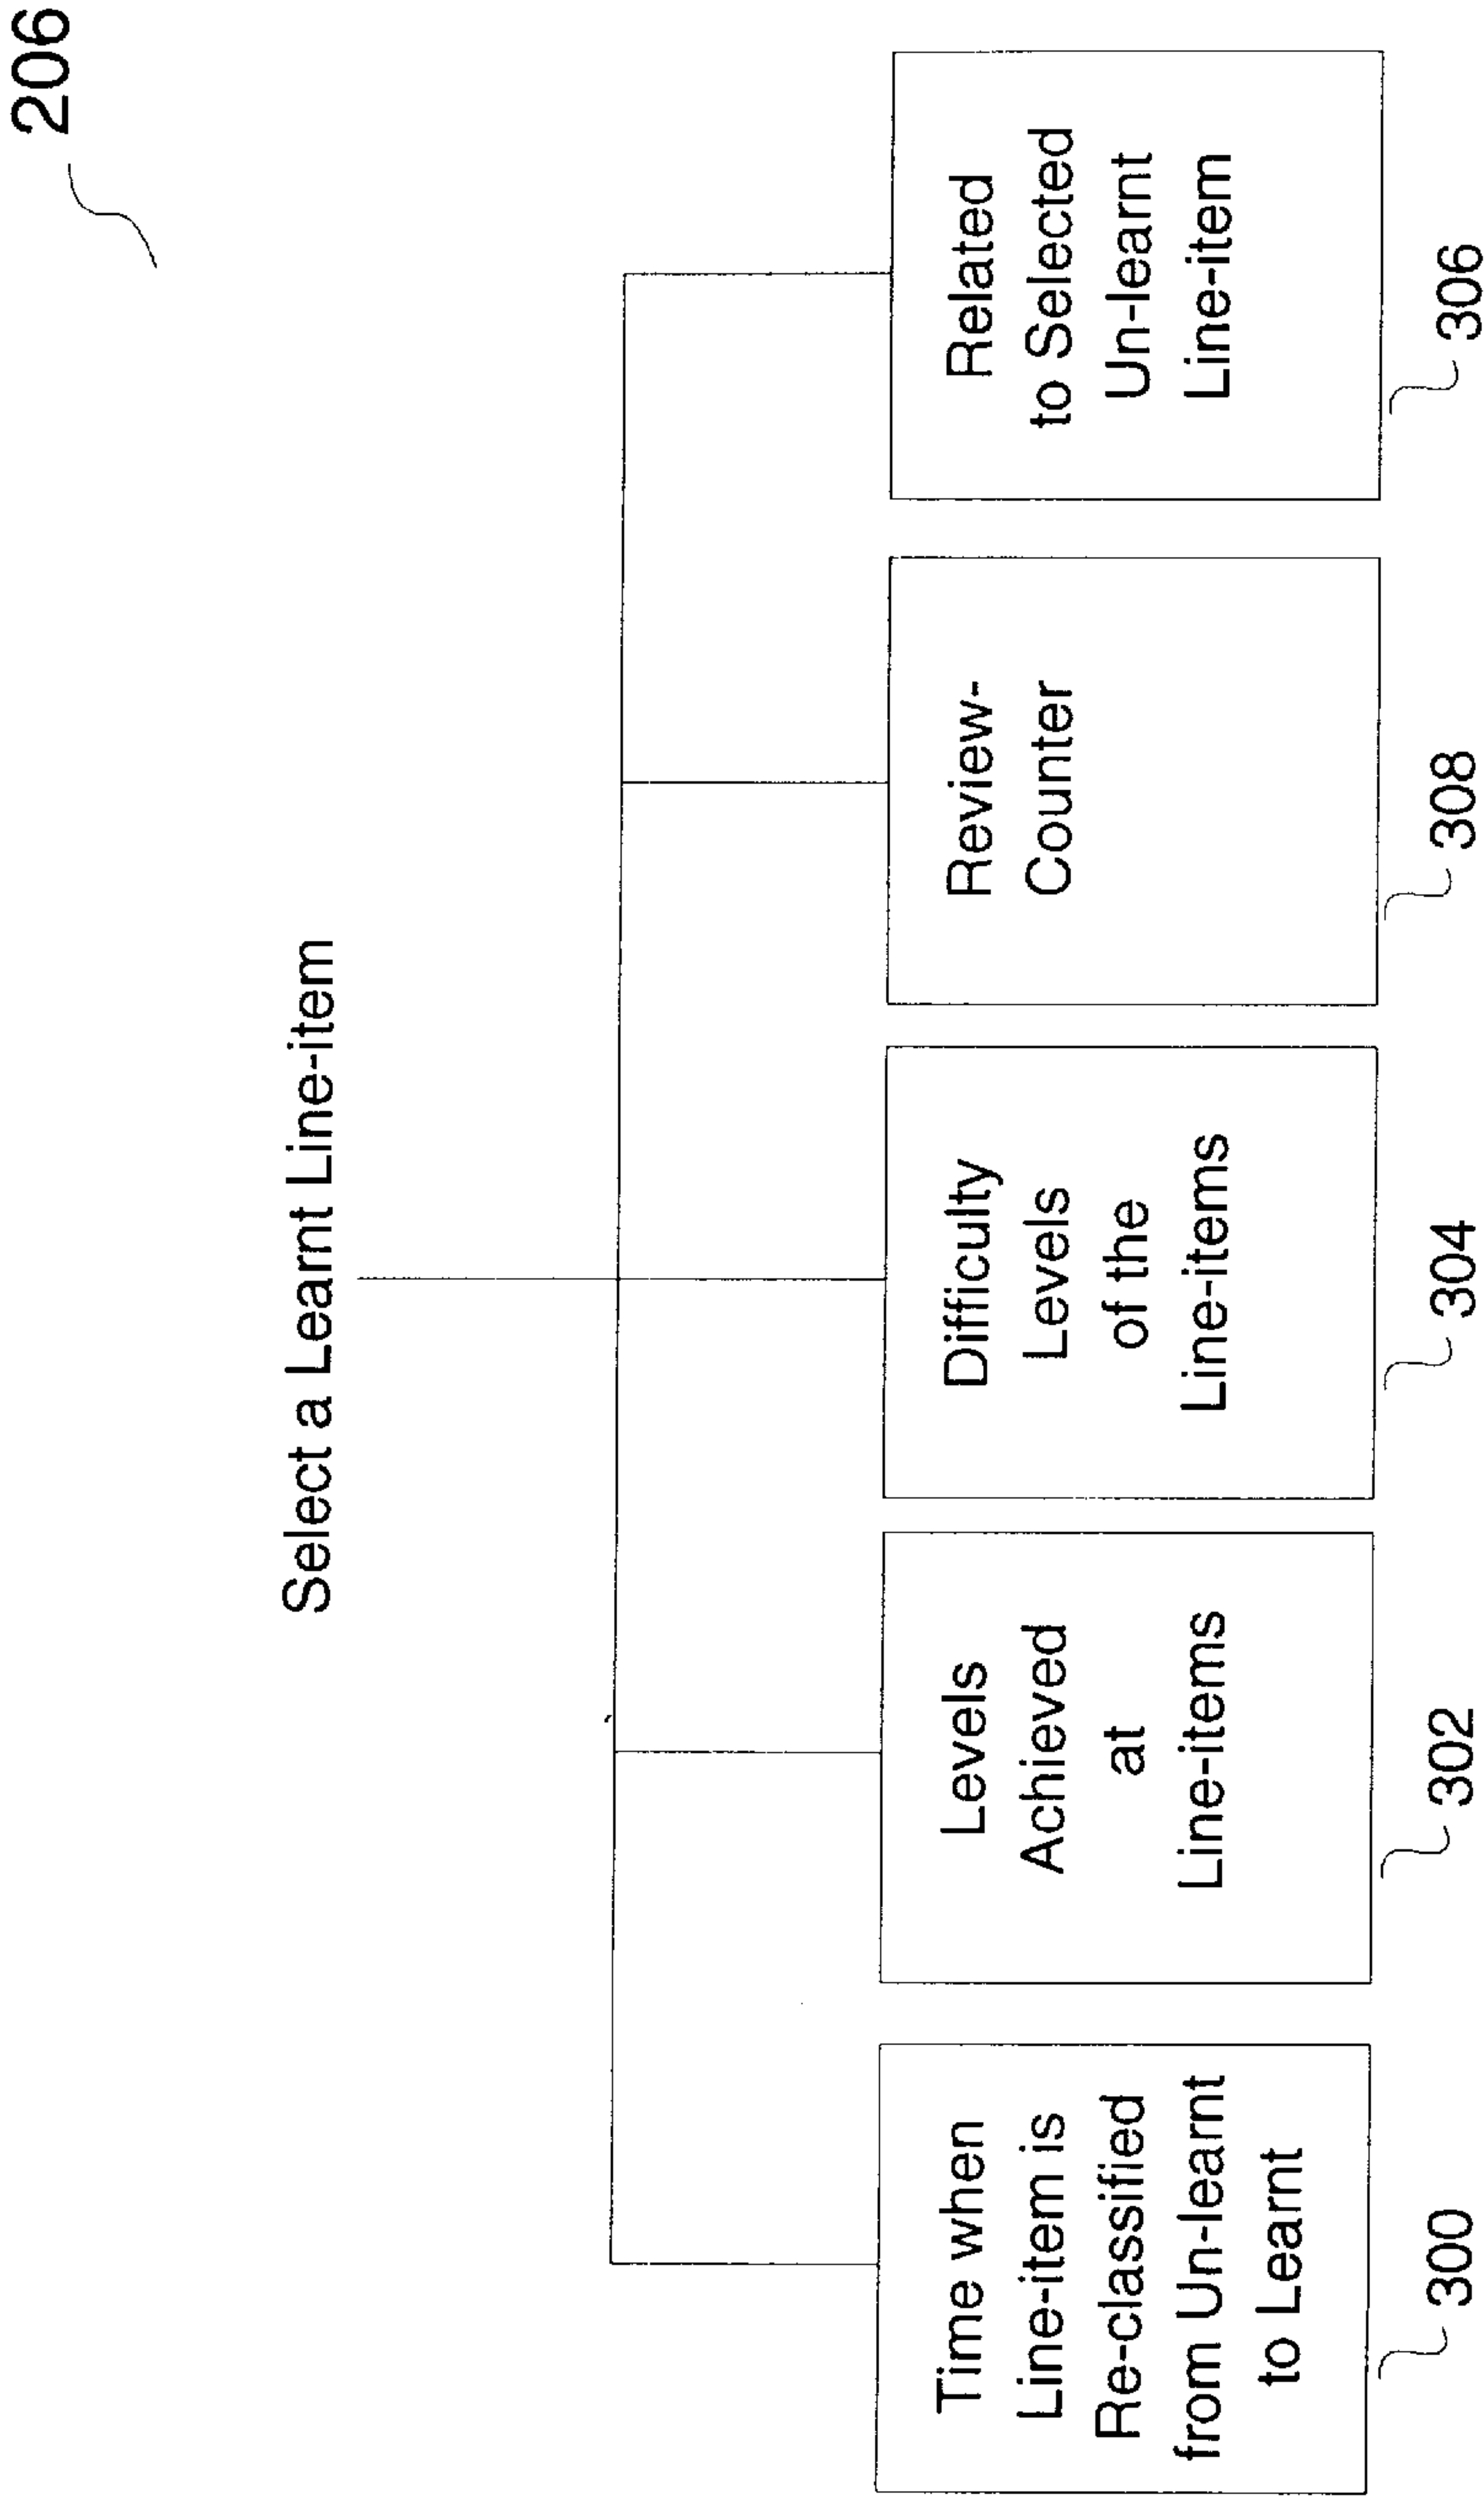 206
Select a Learnt Line-item
Time when
Line-item is
Re-classified
from Un-learnt
to Learnt
300
Levels
Achieved
at
Line-items
302
Difficulty
Levels
of the
Line-items
304
Review-
Counter
308
Related
to Selected
Un-learnt
Line-item
306